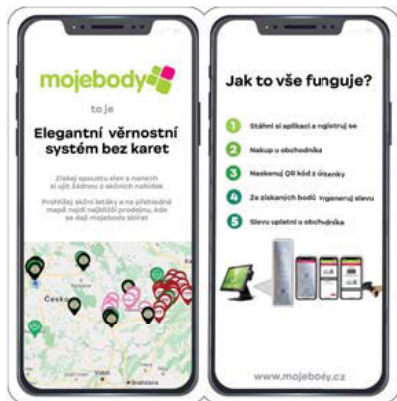 mojebody
to je
Elegantní věrnostní
systém bez karet
Získej spoustu slev a nenech
si ujít žádnou z akčních nabídek
Prohlížej akční letáky a na přehledné
mapě najdi nejbližší prodejnu, kde
se dají mojebody sbírat
Česko
Vídeň
Bratislava
Jak to vše funguje?
1 Stáhni si aplikaci a registruj se
2 Nakup u obchodníka
3 Naskenuj QR kód z účtenky
4 Ze získaných bodů vygeneruj slevu
5 Slevu uplatni u obchodníka
www.mojebody.cz